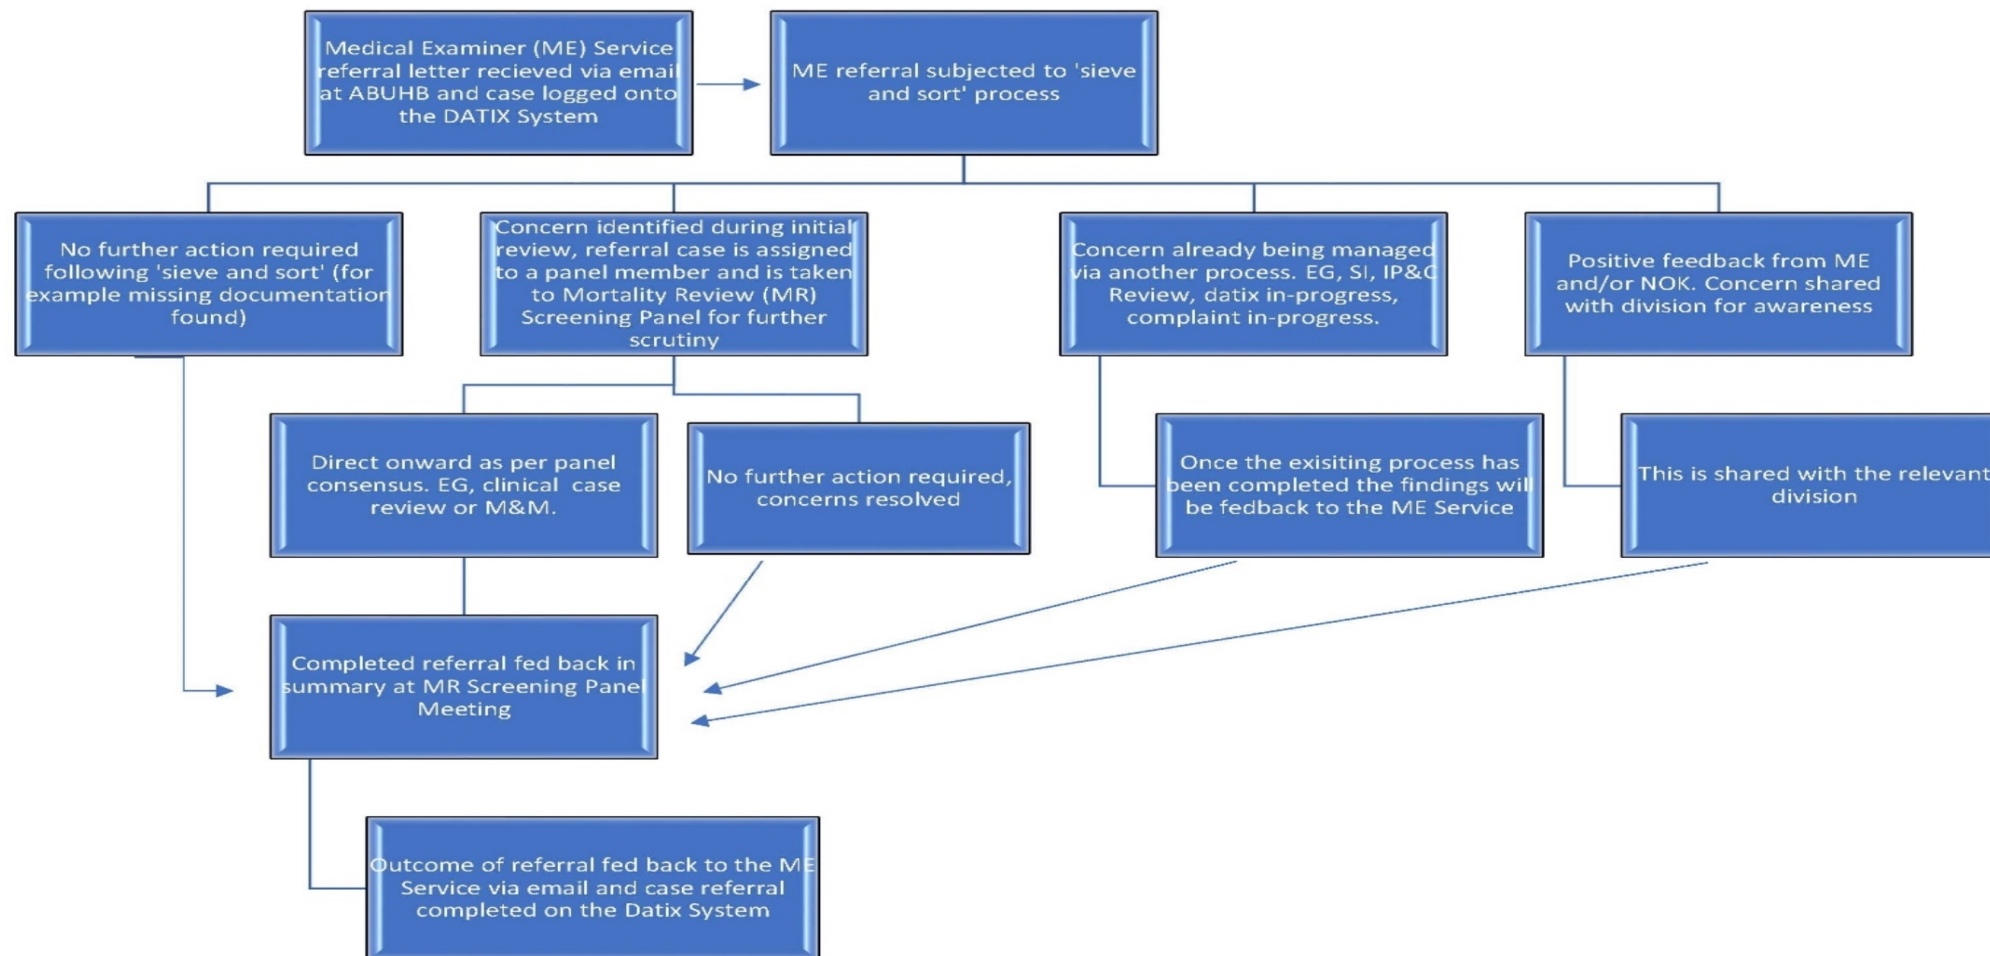 Medical Examiner (ME) Service
referral letter recieved via email
at ABUHB and case logged onto
the DATIX System
ME referral subjected to 'sieve
and sort' process
No further action required
following 'sieve and sort' (for
example missing documentation
found)
Concern identified during initial
review, referral case is assigned
to a panel member and is taken
to Mortality Review (MR)
Screening Panel for further
scrutiny
Concern already being managed
via another process. EG, SI, IP&C
Review, datix in-progress,
complaint in-progress.
Positive feedback from ME
and/or NOK. Concern shared
with division for awareness
Direct onward as per panel
consensus. EG, clinical case
review or M&M.
No further action required,
concerns resolved
Once the exisiting process has
been completed the findings will
be fedback to the ME Service
This is shared with the relevant
division
Completed referral fed back in
summary at MR Screening Panel
Meeting
Outcome of referral fed back to the ME
Service via email and case referral
completed on the Datix System